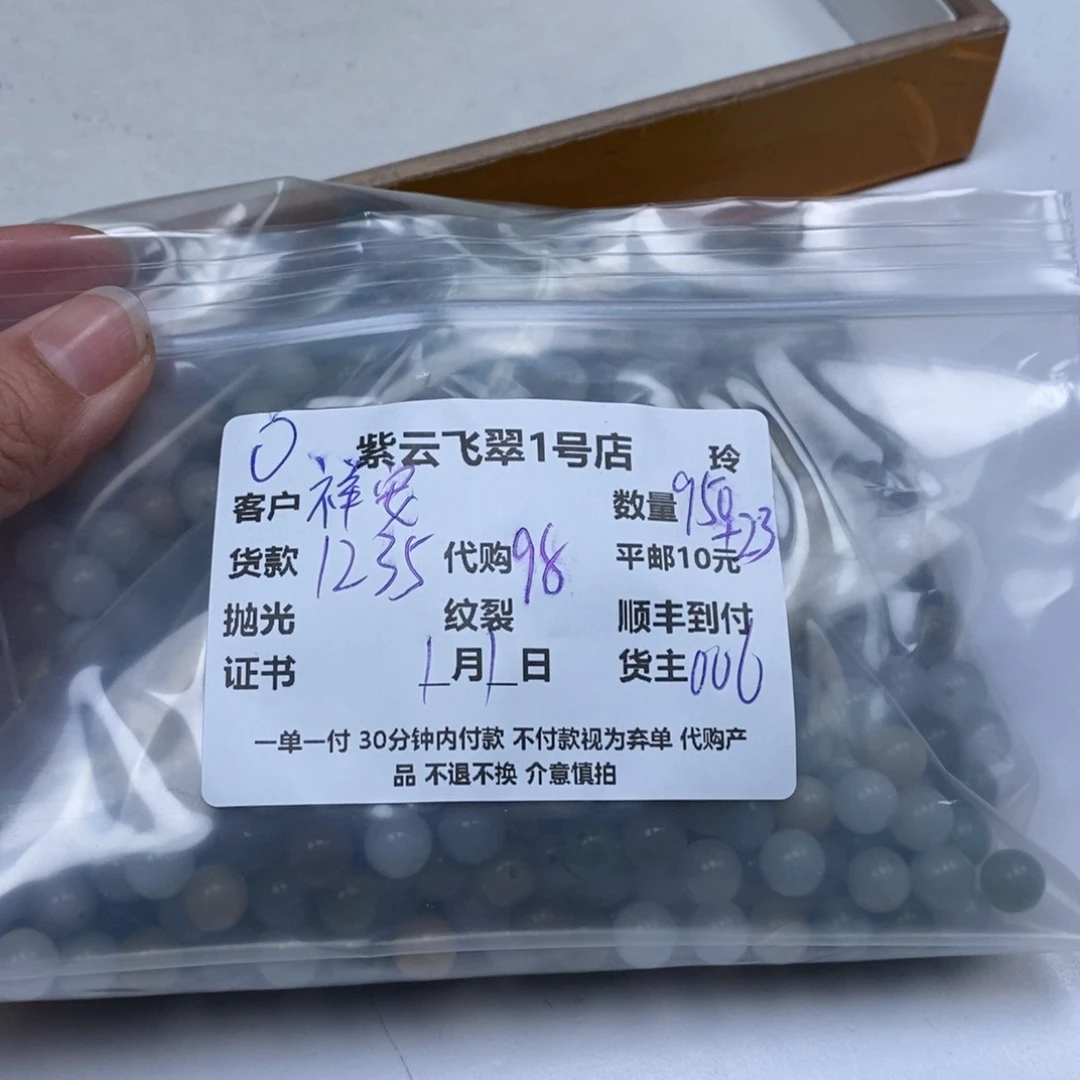 紫云飞翠1号店 玲
客户 祥安 数量 950+23
货款 1235 代购 98 平邮10元
抛光 纹裂 顺丰到付
证书 1月1日 货主 006
一单一付 30分钟内付款 不付款视为弃单 代购产
品 不退不换 介意慎拍